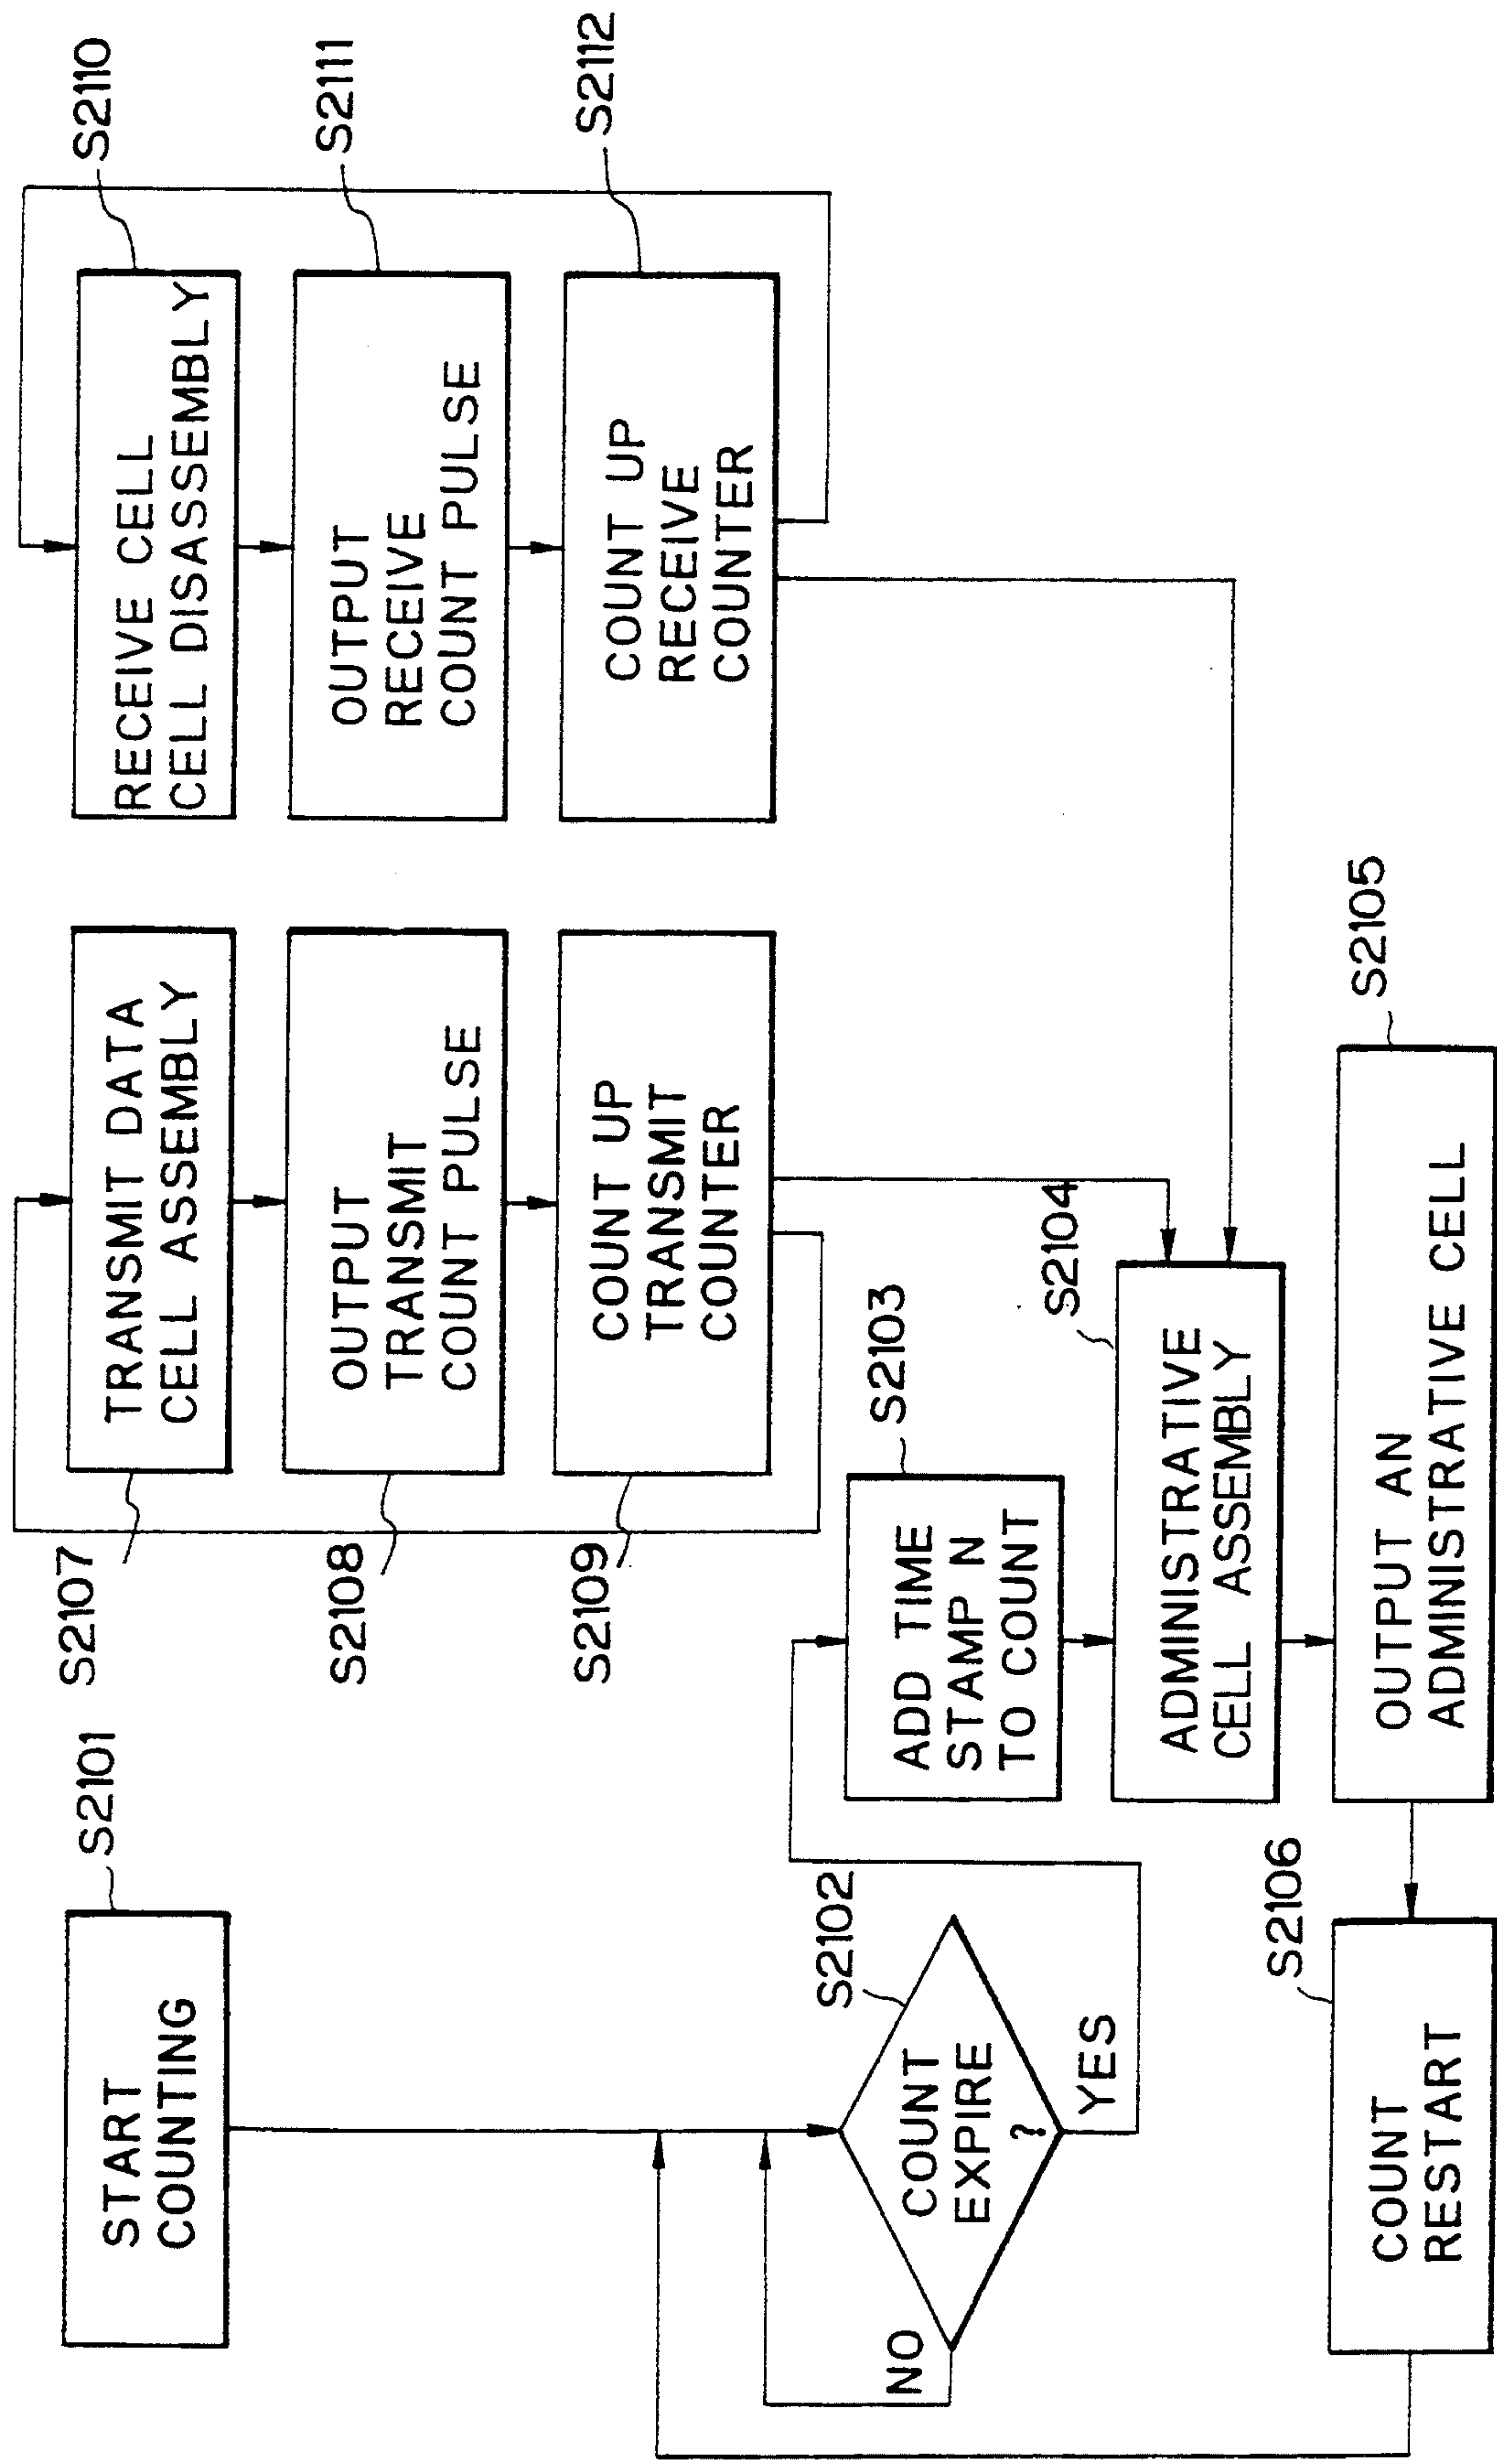 START
COUNTING
S2101
COUNT
EXPIRE
?
S2102
NO
YES
ADD TIME
STAMP N
TO COUNT
S2103
ADMINISTRATIVE
CELL ASSEMBLY
S2104
OUTPUT AN
ADMINISTRATIVE CELL
S2105
COUNT
RESTART
S2106
TRANSMIT DATA
CELL ASSEMBLY
S2107
OUTPUT
TRANSMIT
COUNT PULSE
S2108
COUNT UP
TRANSMIT
COUNTER
S2109
RECEIVE CELL
CELL DISASSEMBLY
S2110
OUTPUT
RECEIVE
COUNT PULSE
S2111
COUNT UP
RECEIVE
COUNTER
S2112